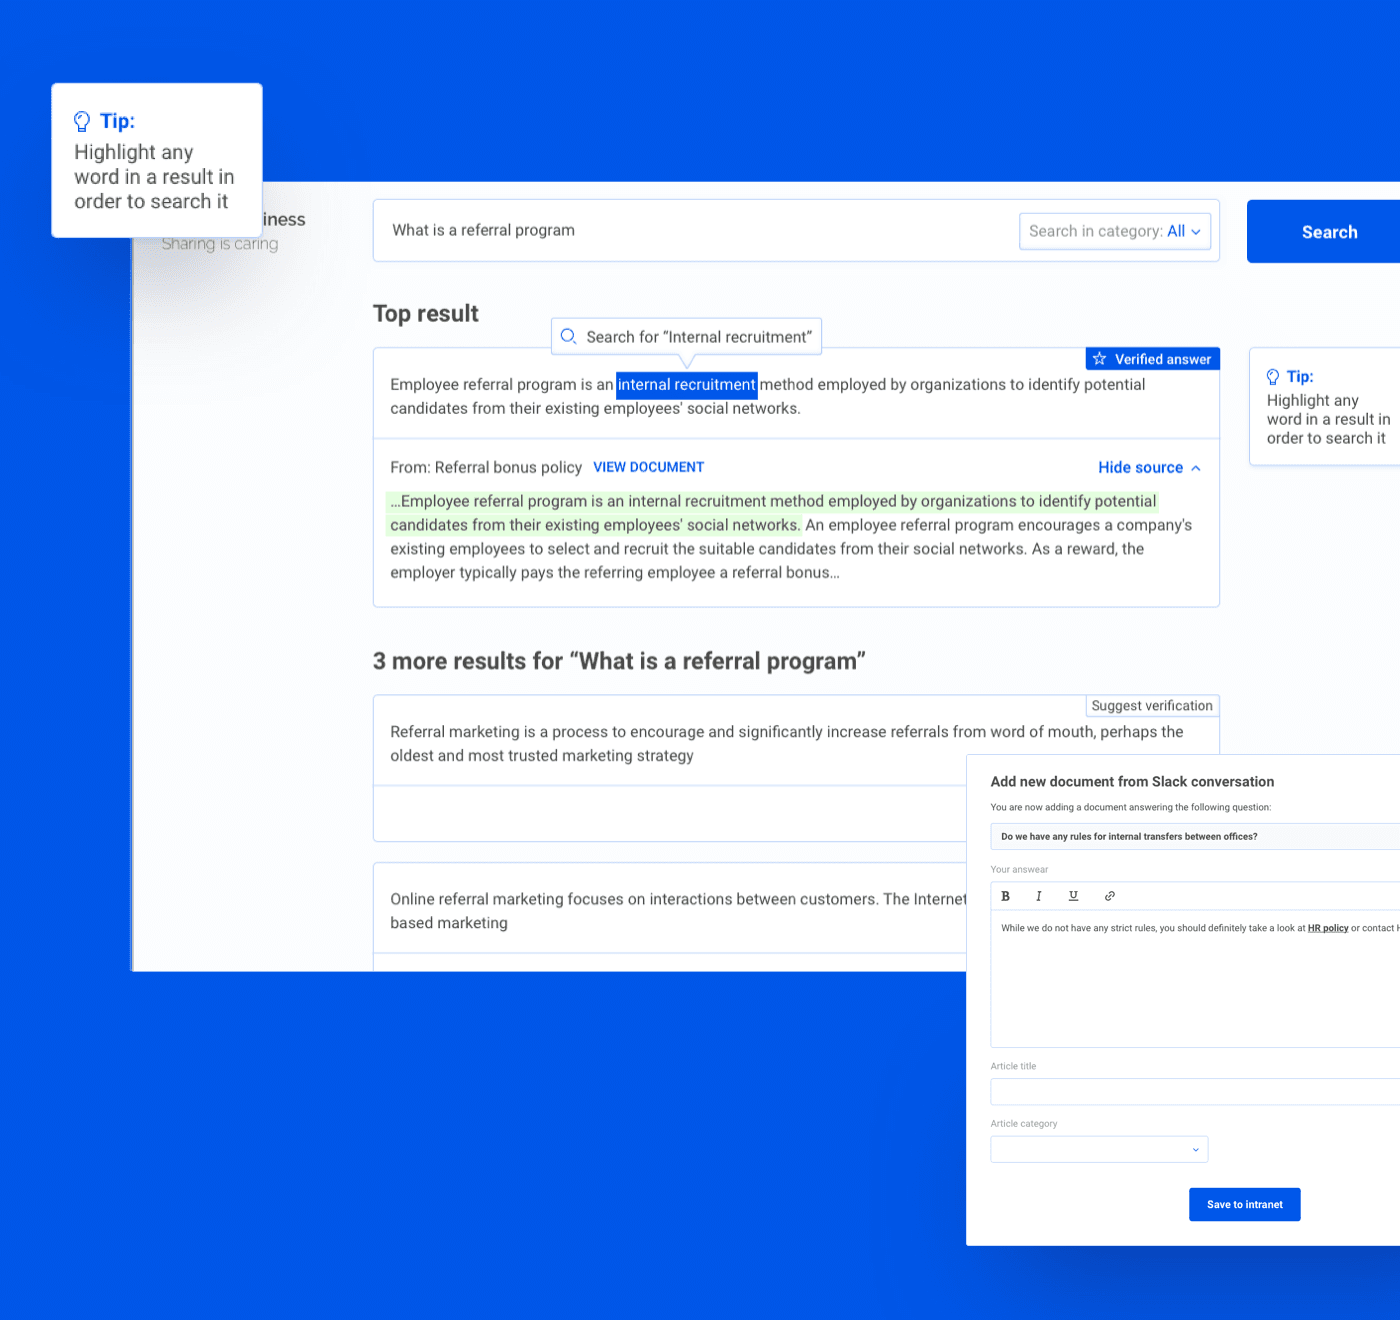 Tip:
Highlight any
word in a result in
order to search it
iness
Sharing is caring
What is a referral program
Search in category: All
Search
Top result
Search for “Internal recruitment”
Verified answer
Employee referral program is an internal recruitment method employed by organizations to identify potential
candidates from their existing employees' social networks.
Tip:
Highlight any
word in a result in
order to search it
From: Referral bonus policy VIEW DOCUMENT
Hide source
...Employee referral program is an internal recruitment method employed by organizations to identify potential
candidates from their existing employees' social networks. An employee referral program encourages a company's
existing employees to select and recruit the suitable candidates from their social networks. As a reward, the
employer typically pays the referring employee a referral bonus...
3 more results for “What is a referral program”
Suggest verification
Referral marketing is a process to encourage and significantly increase referrals from word of mouth, perhaps the
oldest and most trusted marketing strategy
Online referral marketing focuses on interactions between customers. The Internet
based marketing
Add new document from Slack conversation
You are now adding a document answering the following question:
Do we have any rules for internal transfers between offices?
Your answear
B I U
While we do not have any strict rules, you should definitely take a look at HR policy or contact H
Article title
Article category
Save to intranet